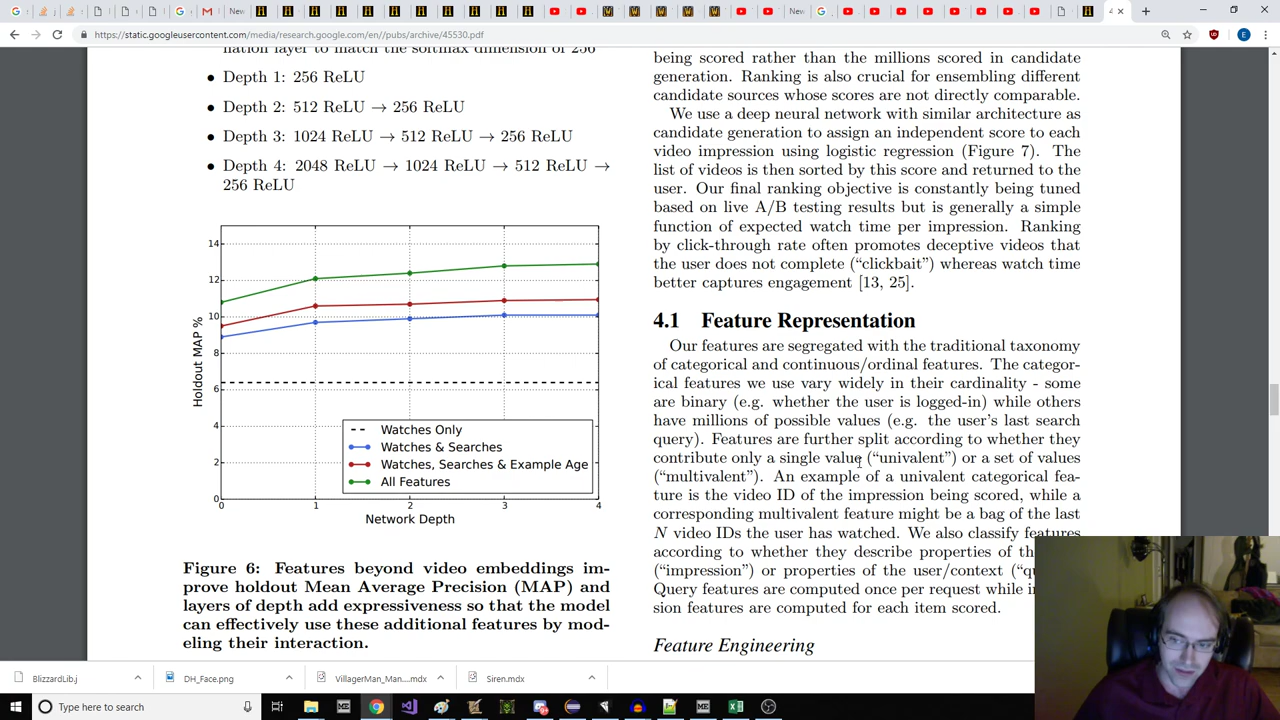 New
New
4
https://static.googleusercontent.com/media/research.google.com/en//pubs/archive/45530.pdf
E
nation layer to match the softmax dimension of 256
• Depth 1: 256 ReLU
• Depth 2: 512 ReLU → 256 ReLU
• Depth 3: 1024 ReLU → 512 ReLU → 256 ReLU
• Depth 4: 2048 ReLU → 1024 ReLU → 512 ReLU →
256 ReLU
14
12
10
8
6
4
2
0
Holdout MAP %
Watches Only
Watches & Searches
Watches, Searches & Example Age
All Features
0 1 2 3 4
Network Depth
Figure 6: Features beyond video embeddings im-
prove holdout Mean Average Precision (MAP) and
layers of depth add expressiveness so that the model
can effectively use these additional features by mod-
eling their interaction.
being scored rather than the millions scored in candidate
generation. Ranking is also crucial for ensembling different
candidate sources whose scores are not directly comparable.
We use a deep neural network with similar architecture as
candidate generation to assign an independent score to each
video impression using logistic regression (Figure 7). The
list of videos is then sorted by this score and returned to the
user. Our final ranking objective is constantly being tuned
based on live A/B testing results but is generally a simple
function of expected watch time per impression. Ranking
by click-through rate often promotes deceptive videos that
the user does not complete (“clickbait”) whereas watch time
better captures engagement [13, 25].
4.1 Feature Representation
Our features are segregated with the traditional taxonomy
of categorical and continuous/ordinal features. The categor-
ical features we use vary widely in their cardinality - some
are binary (e.g. whether the user is logged-in) while others
have millions of possible values (e.g. the user's last search
query). Features are further split according to whether they
contribute only a single value (“univalent”) or a set of values
(“multivalent”). An example of a univalent categorical fea-
ture is the video ID of the impression being scored, while a
corresponding multivalent feature might be a bag of the last
N video IDs the user has watched. We also classify features
according to whether they describe properties of the
(“impression”) or properties of the user/context (“qu
Query features are computed once per request while im
sion features are computed for each item scored.
Feature Engineering
BlizzardLib.j
DH_Face.png
VillagerMan_Man....mdx
Siren.mdx
Type here to search
ME
ME